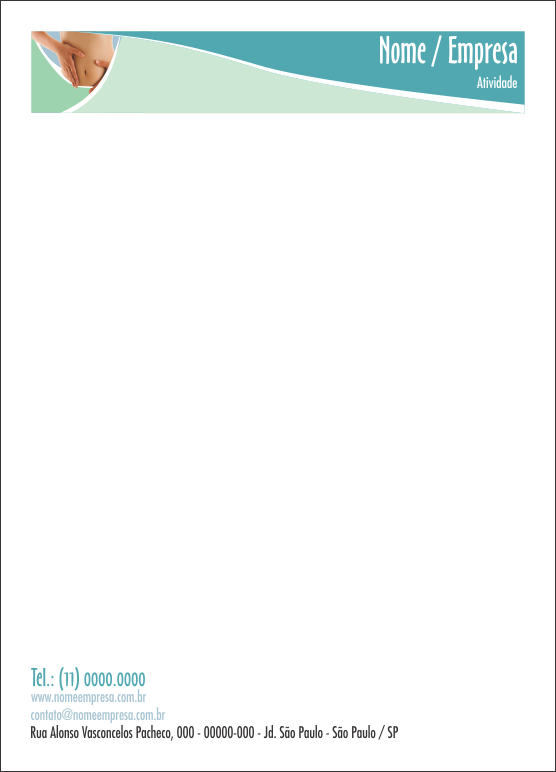 Nome / Empresa
Atividade
Tel.: (11) 0000.0000
www.nomeempresa.com.br
contato@nomeempresa.com.br
Rua Alonso Vasconcelos Pacheco, 000 - 00000-000 - Jd. São Paulo - São Paulo / SP